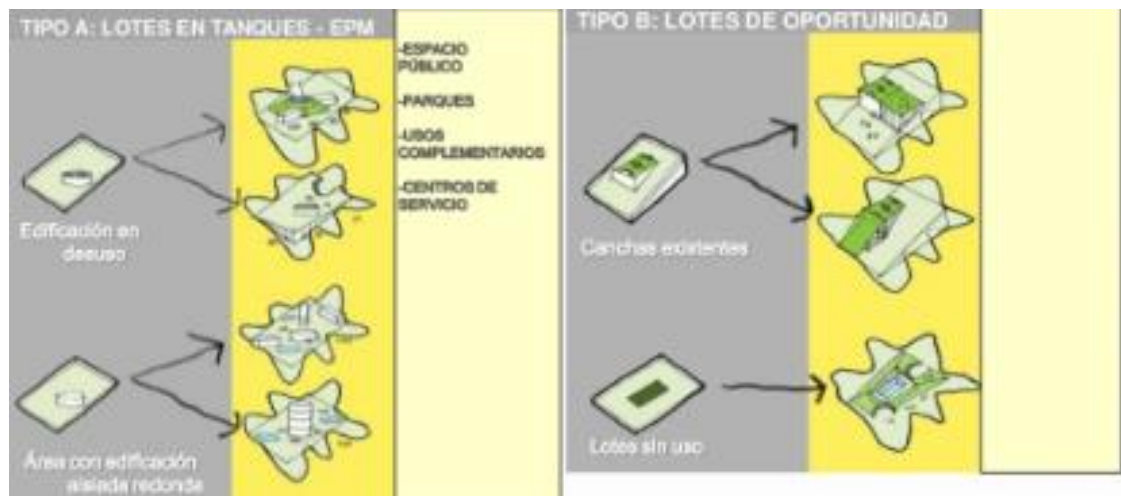 TIPO A: LOTES EN TANQUES - EPM
-ESPACIO
PÚBLICO
-PARQUES
-USOS
COMPLEMENTARIOS
-CENTROS DE
SERVICIO
Edificación en
desuso
Área con edificación
aislada redonda
TIPO B: LOTES DE OPORTUNIDAD
Canchas existentes
Lotes sin uso